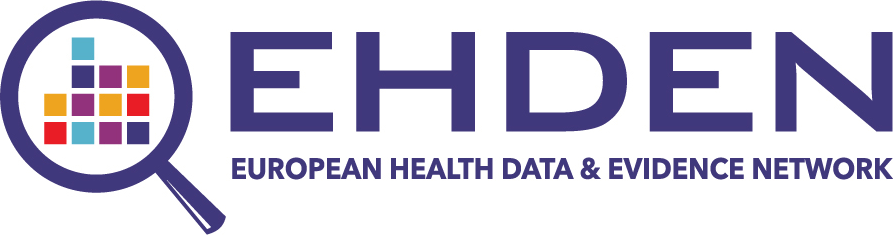 EHDEN
EUROPEAN HEALTH DATA & EVIDENCE NETWORK